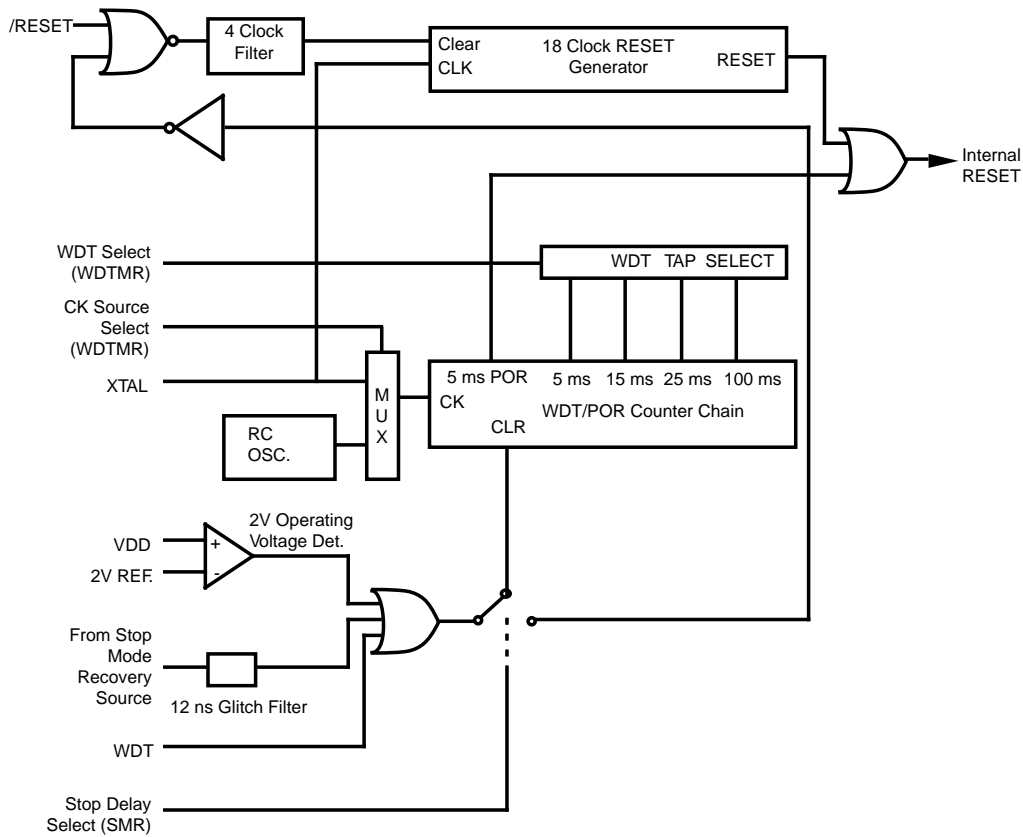 /RESET
4 Clock
Filter
Clear
CLK
18 Clock RESET
Generator
RESET
Internal
RESET
WDT Select
(WDTMR)
WDT TAP SELECT
CK Source
Select
(WDTMR)
XTAL
M
U
X
5 ms POR
5 ms
15 ms
25 ms
100 ms
CK
WDT/POR Counter Chain
CLR
RC
OSC.
2V Operating
Voltage Det.
VDD
+
2V REF.
-
From Stop
Mode
Recovery
Source
12 ns Glitch Filter
WDT
Stop Delay
Select (SMR)